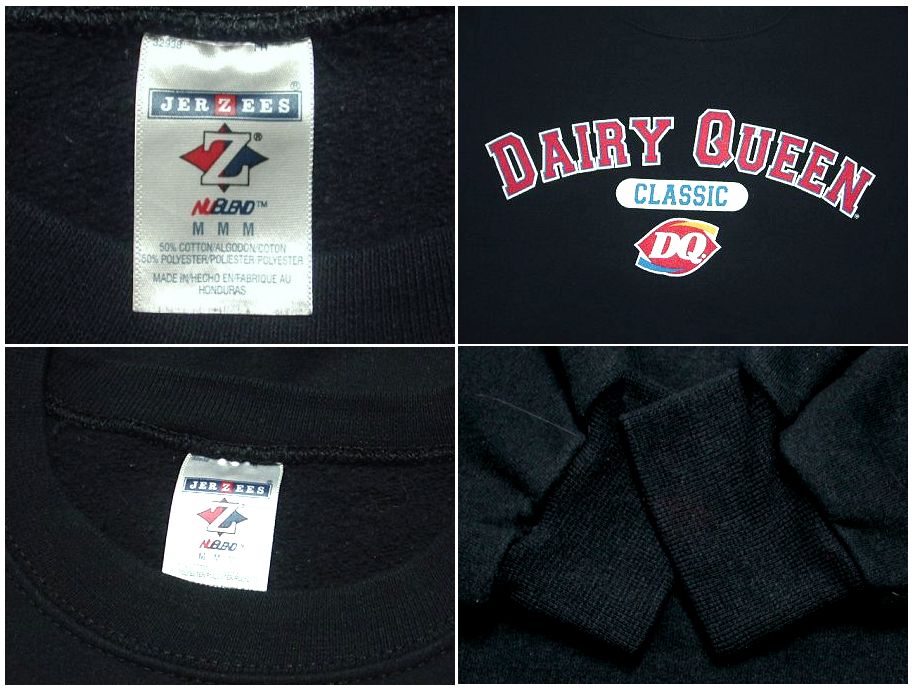 32939
JERZEES®
Z®
NUBLEND™
M M M
50% COTTON/ALGODON/COTON
50% POLYESTER/POLIESTER/POLYESTER
MADE IN/HECHO EN/FABRIQUE AU
HONDURAS
DAIRY QUEEN®
CLASSIC
DQ.
JERZEES
Z
NUBLEND
M M